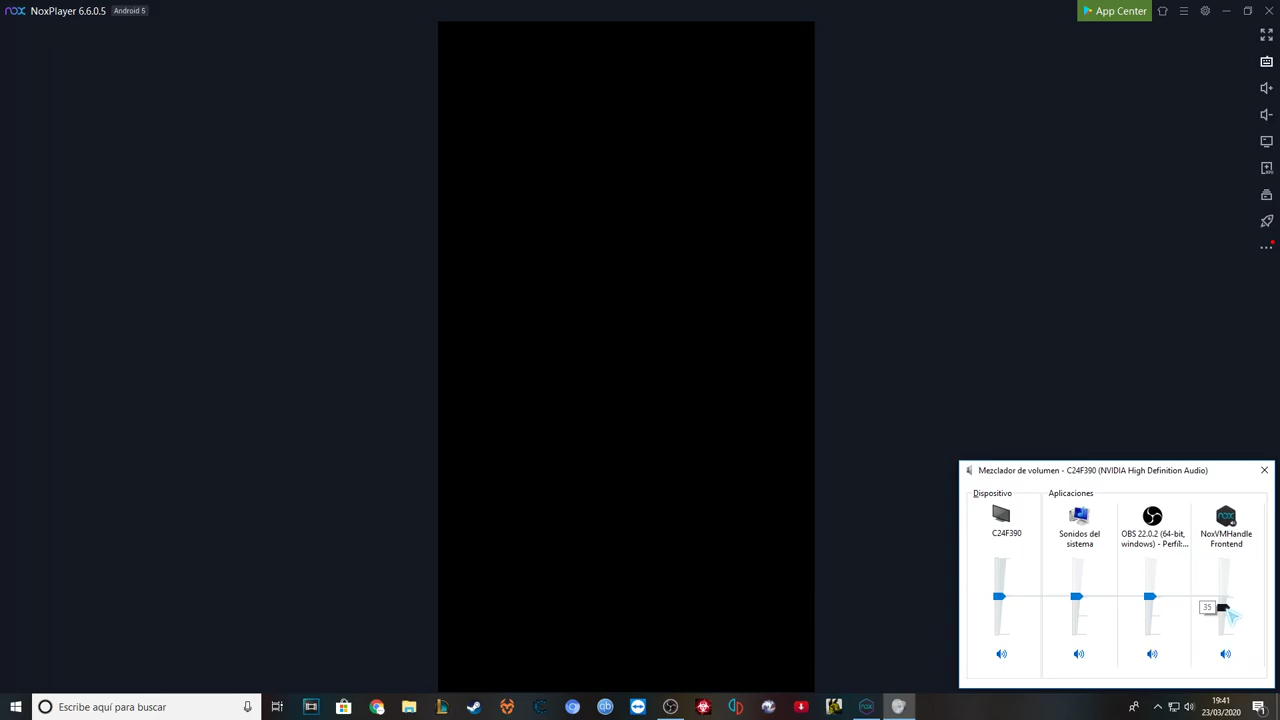 nox NoxPlayer 6.6.0.5 Android 5
App Center
Mezclador de volumen - C24F390 (NVIDIA High Definition Audio)
Dispositivo
Aplicaciones
C24F390
Sonidos del
sistema
OBS 22.0.2 (64-bit,
windows) - Perfil:...
nox
NoxVMHandle
Frontend
35
Escribe aquí para buscar
19:41
23/03/2020